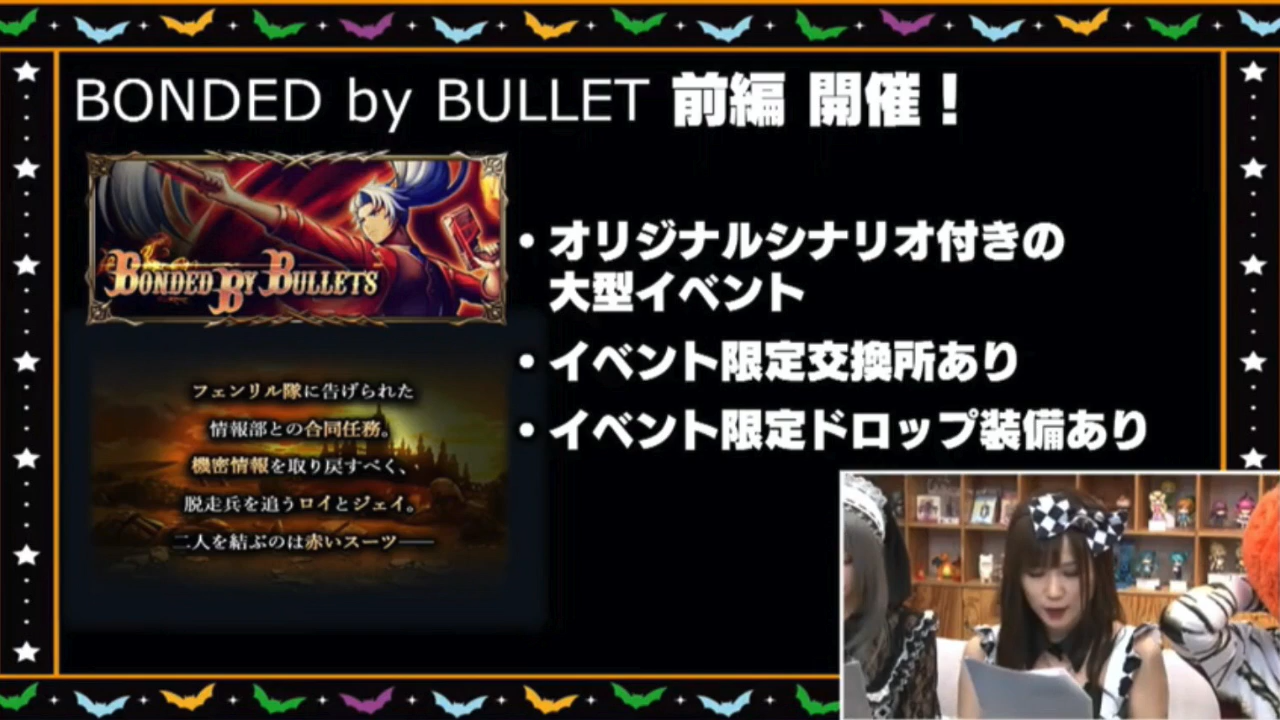 BONDED by BULLET 前編 開催！
BONDED BY BULLETS
・オリジナルシナリオ付きの
大型イベント
・イベント限定交換所あり
・イベント限定ドロップ装備あり
フェンリル隊に告げられた
情報部との合同任務。
機密情報を取り戻すべく、
脱走兵を追うロイとジェイ。
二人を結ぶのは赤いスーツ──